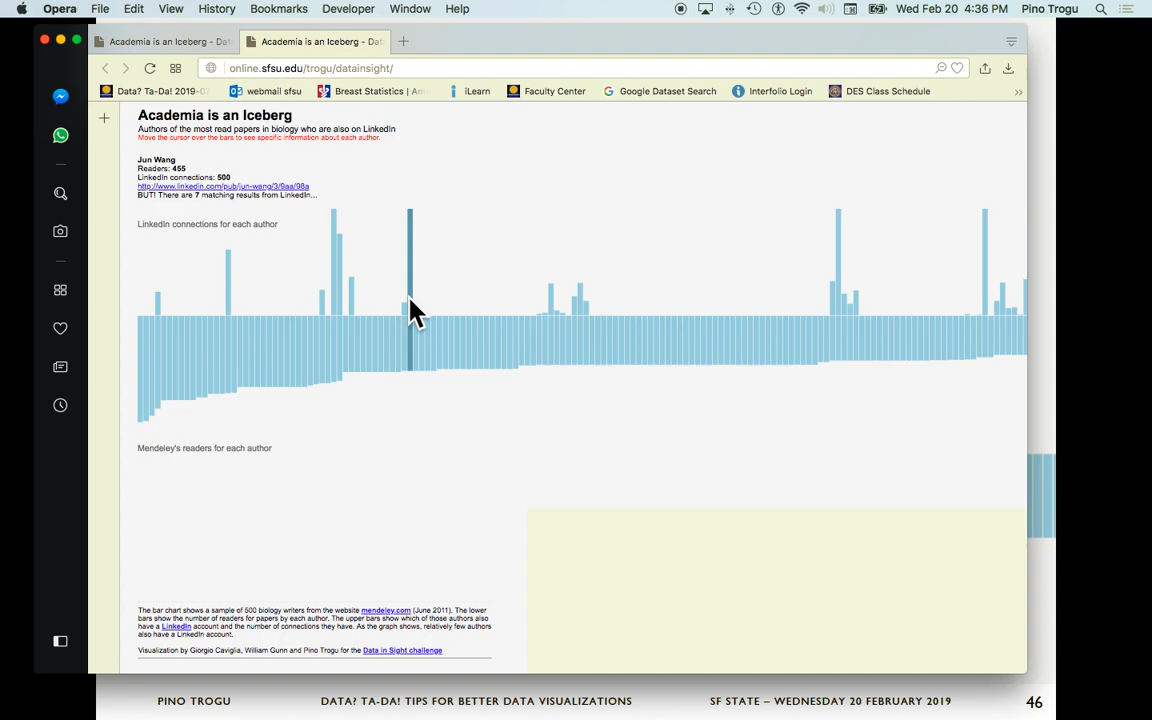 Opera File Edit View History Bookmarks Developer Window Help Wed Feb 20 4:36 PM Pino Trogu
Academia is an Iceberg - Dat
Academia is an Iceberg - Dat
online.sfsu.edu/trogu/datainsight/
Data? Ta-Da! 2019-0
webmail sfsu
Breast Statistics | Am
iLearn
Faculty Center
Google Dataset Search
Interfolio Login
DES Class Schedule
Academia is an Iceberg
Authors of the most read papers in biology who are also on LinkedIn
Move the cursor over the bars to see specific information about each author.
Jun Wang
Readers: 455
LinkedIn connections: 500
http://www.linkedin.com/pub/jun-wang/3/9aa/98a
BUT! There are 7 matching results from LinkedIn...
LinkedIn connections for each author
Mendeley's readers for each author
The bar chart shows a sample of 500 biology writers from the website mendeley.com (June 2011). The lower
bars show the number of readers for papers by each author. The upper bars show which of those authors also
have a LinkedIn account and the number of connections they have. As the graph shows, relatively few authors
also have a LinkedIn account.
Visualization by Giorgio Caviglia, William Gunn and Pino Trogu for the Data in Sight challenge
PINO TROGU DATA? TA-DA! TIPS FOR BETTER DATA VISUALIZATIONS SF STATE – WEDNESDAY 20 FEBRUARY 2019 46